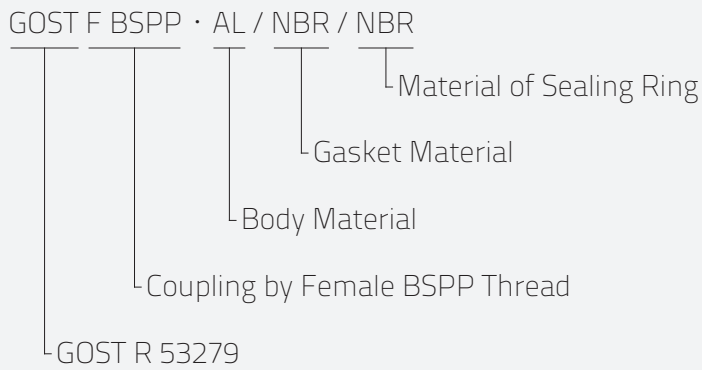 GOST F BSPP · AL / NBR / NBR
Material of Sealing Ring
Gasket Material
Body Material
Coupling by Female BSPP Thread
GOST R 53279